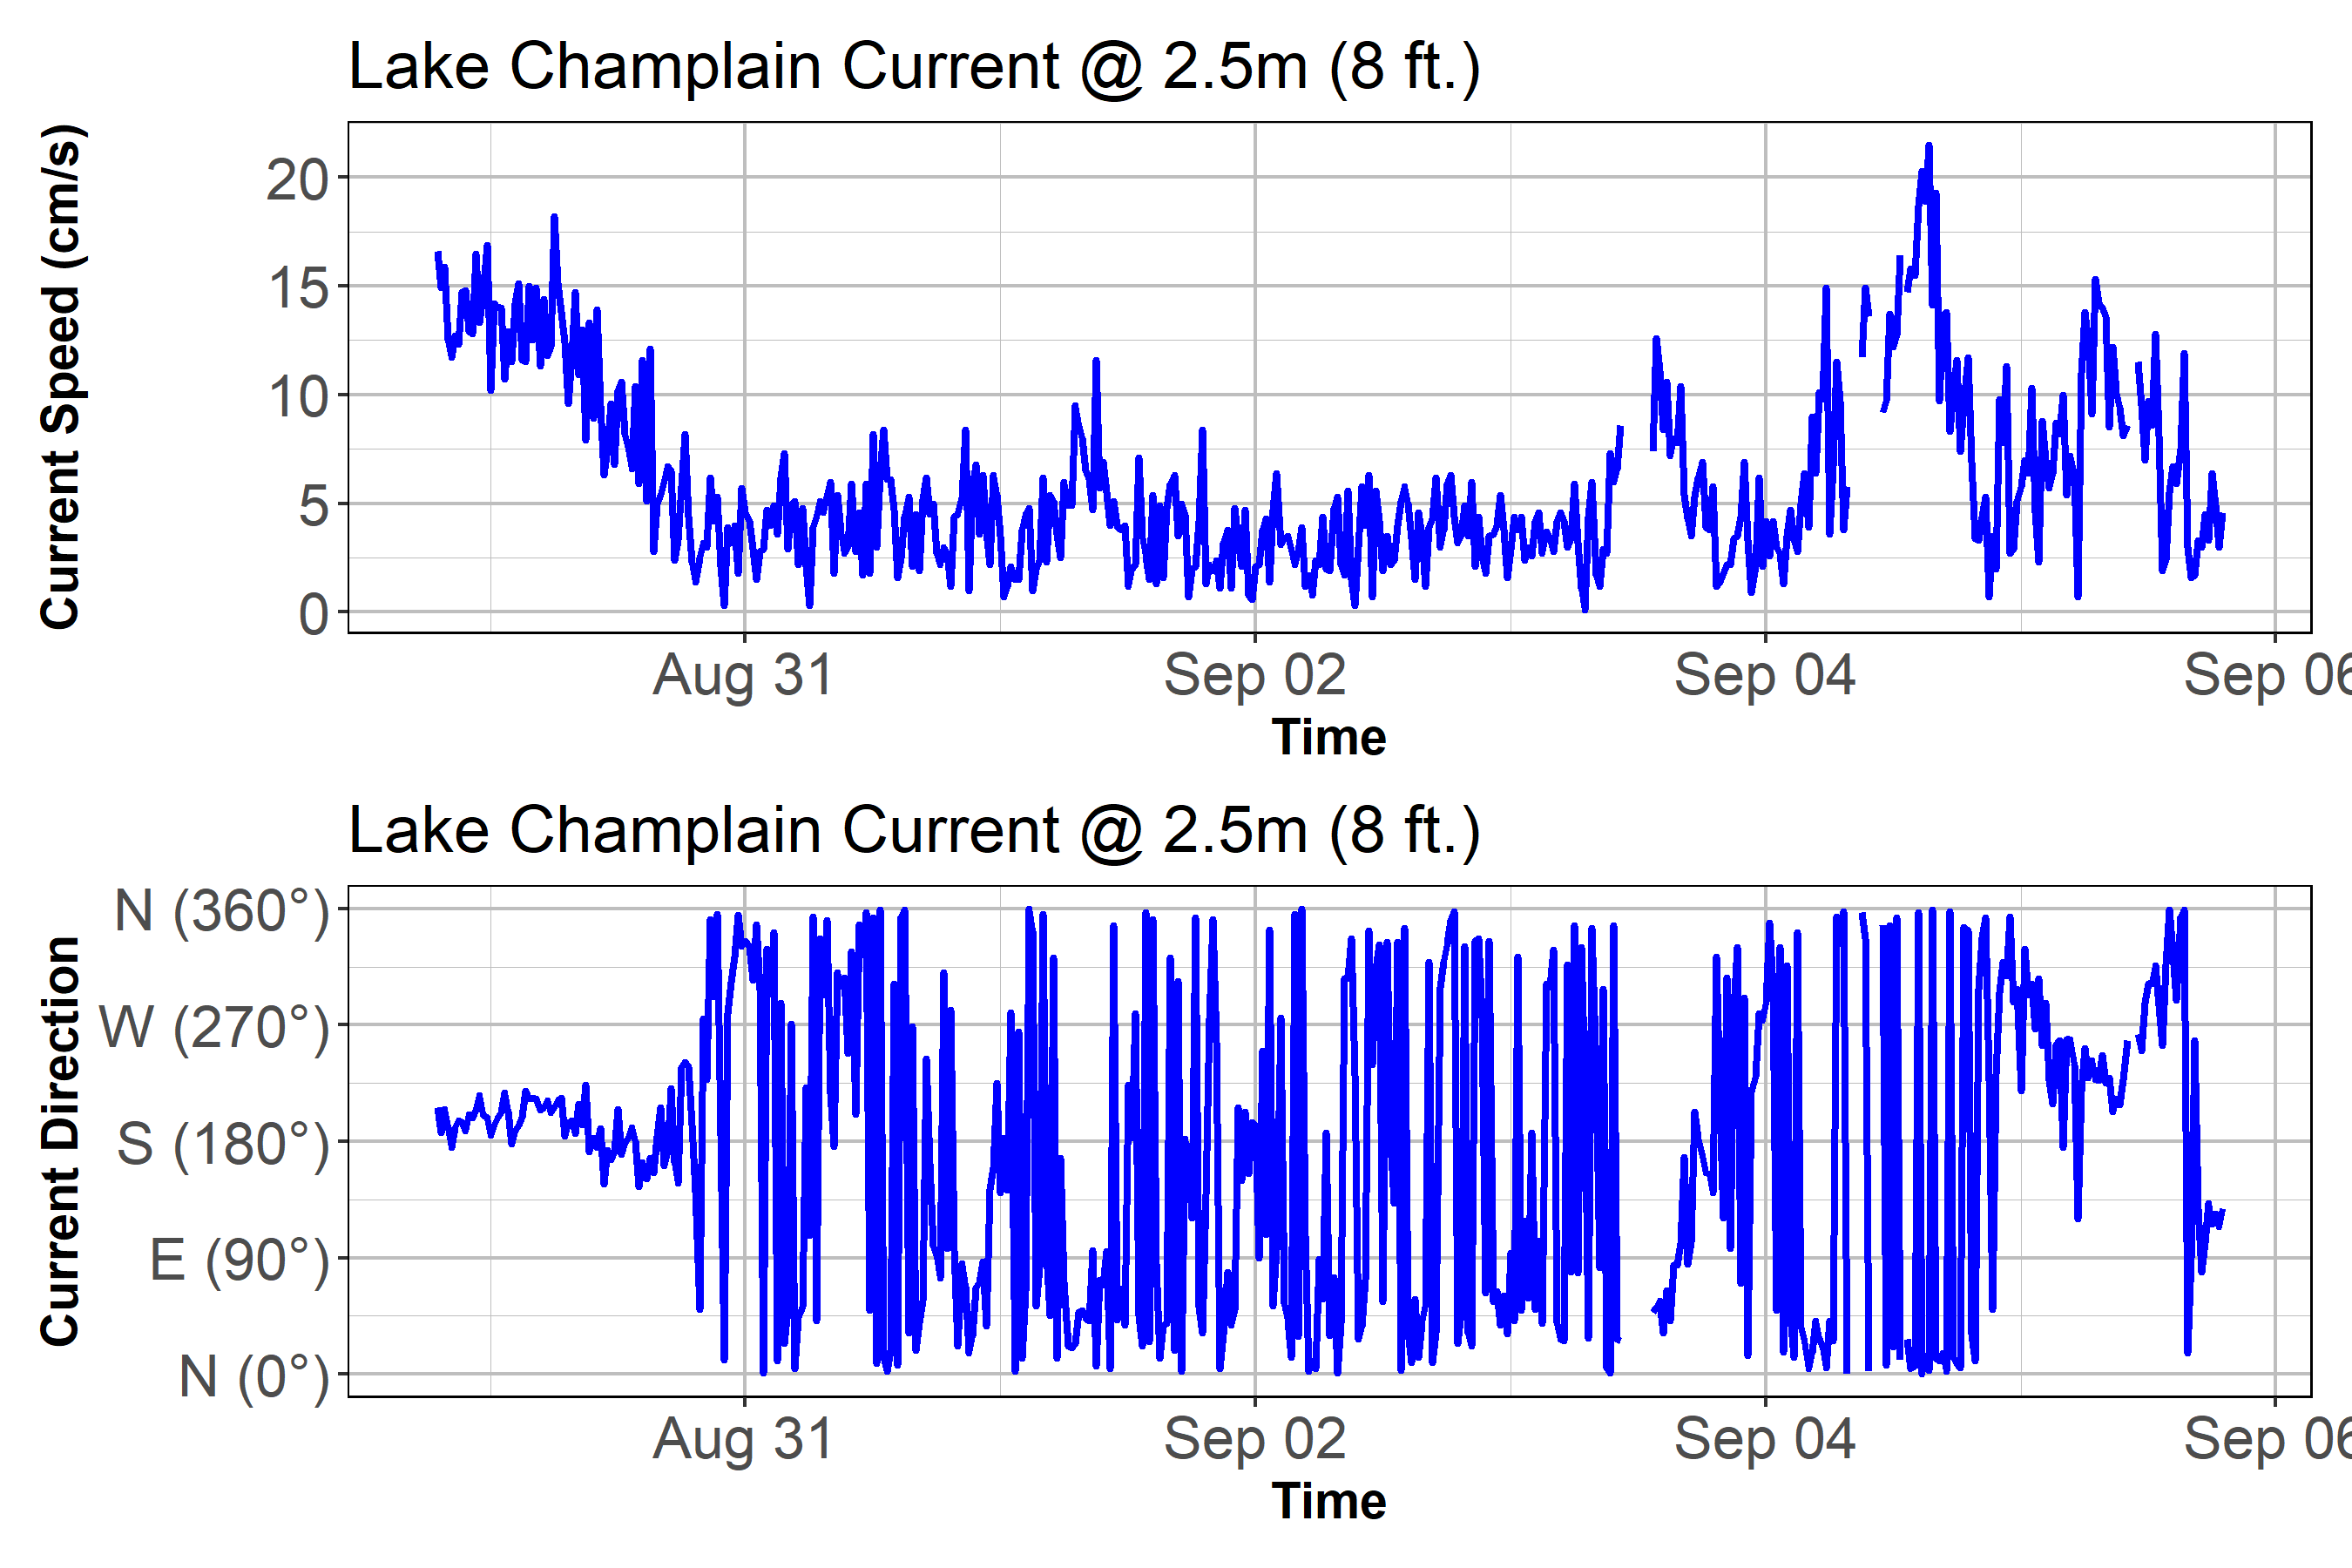 Lake Champlain Current @ 2.5m (8 ft.)
Current Speed (cm/s)
20
15
10
5
0
Aug 31 Sep 02 Sep 04 Sep 06
Time
Lake Champlain Current @ 2.5m (8 ft.)
Current Direction
N (360°)
W (270°)
S (180°)
E (90°)
N (0°)
Aug 31 Sep 02 Sep 04 Sep 06
Time